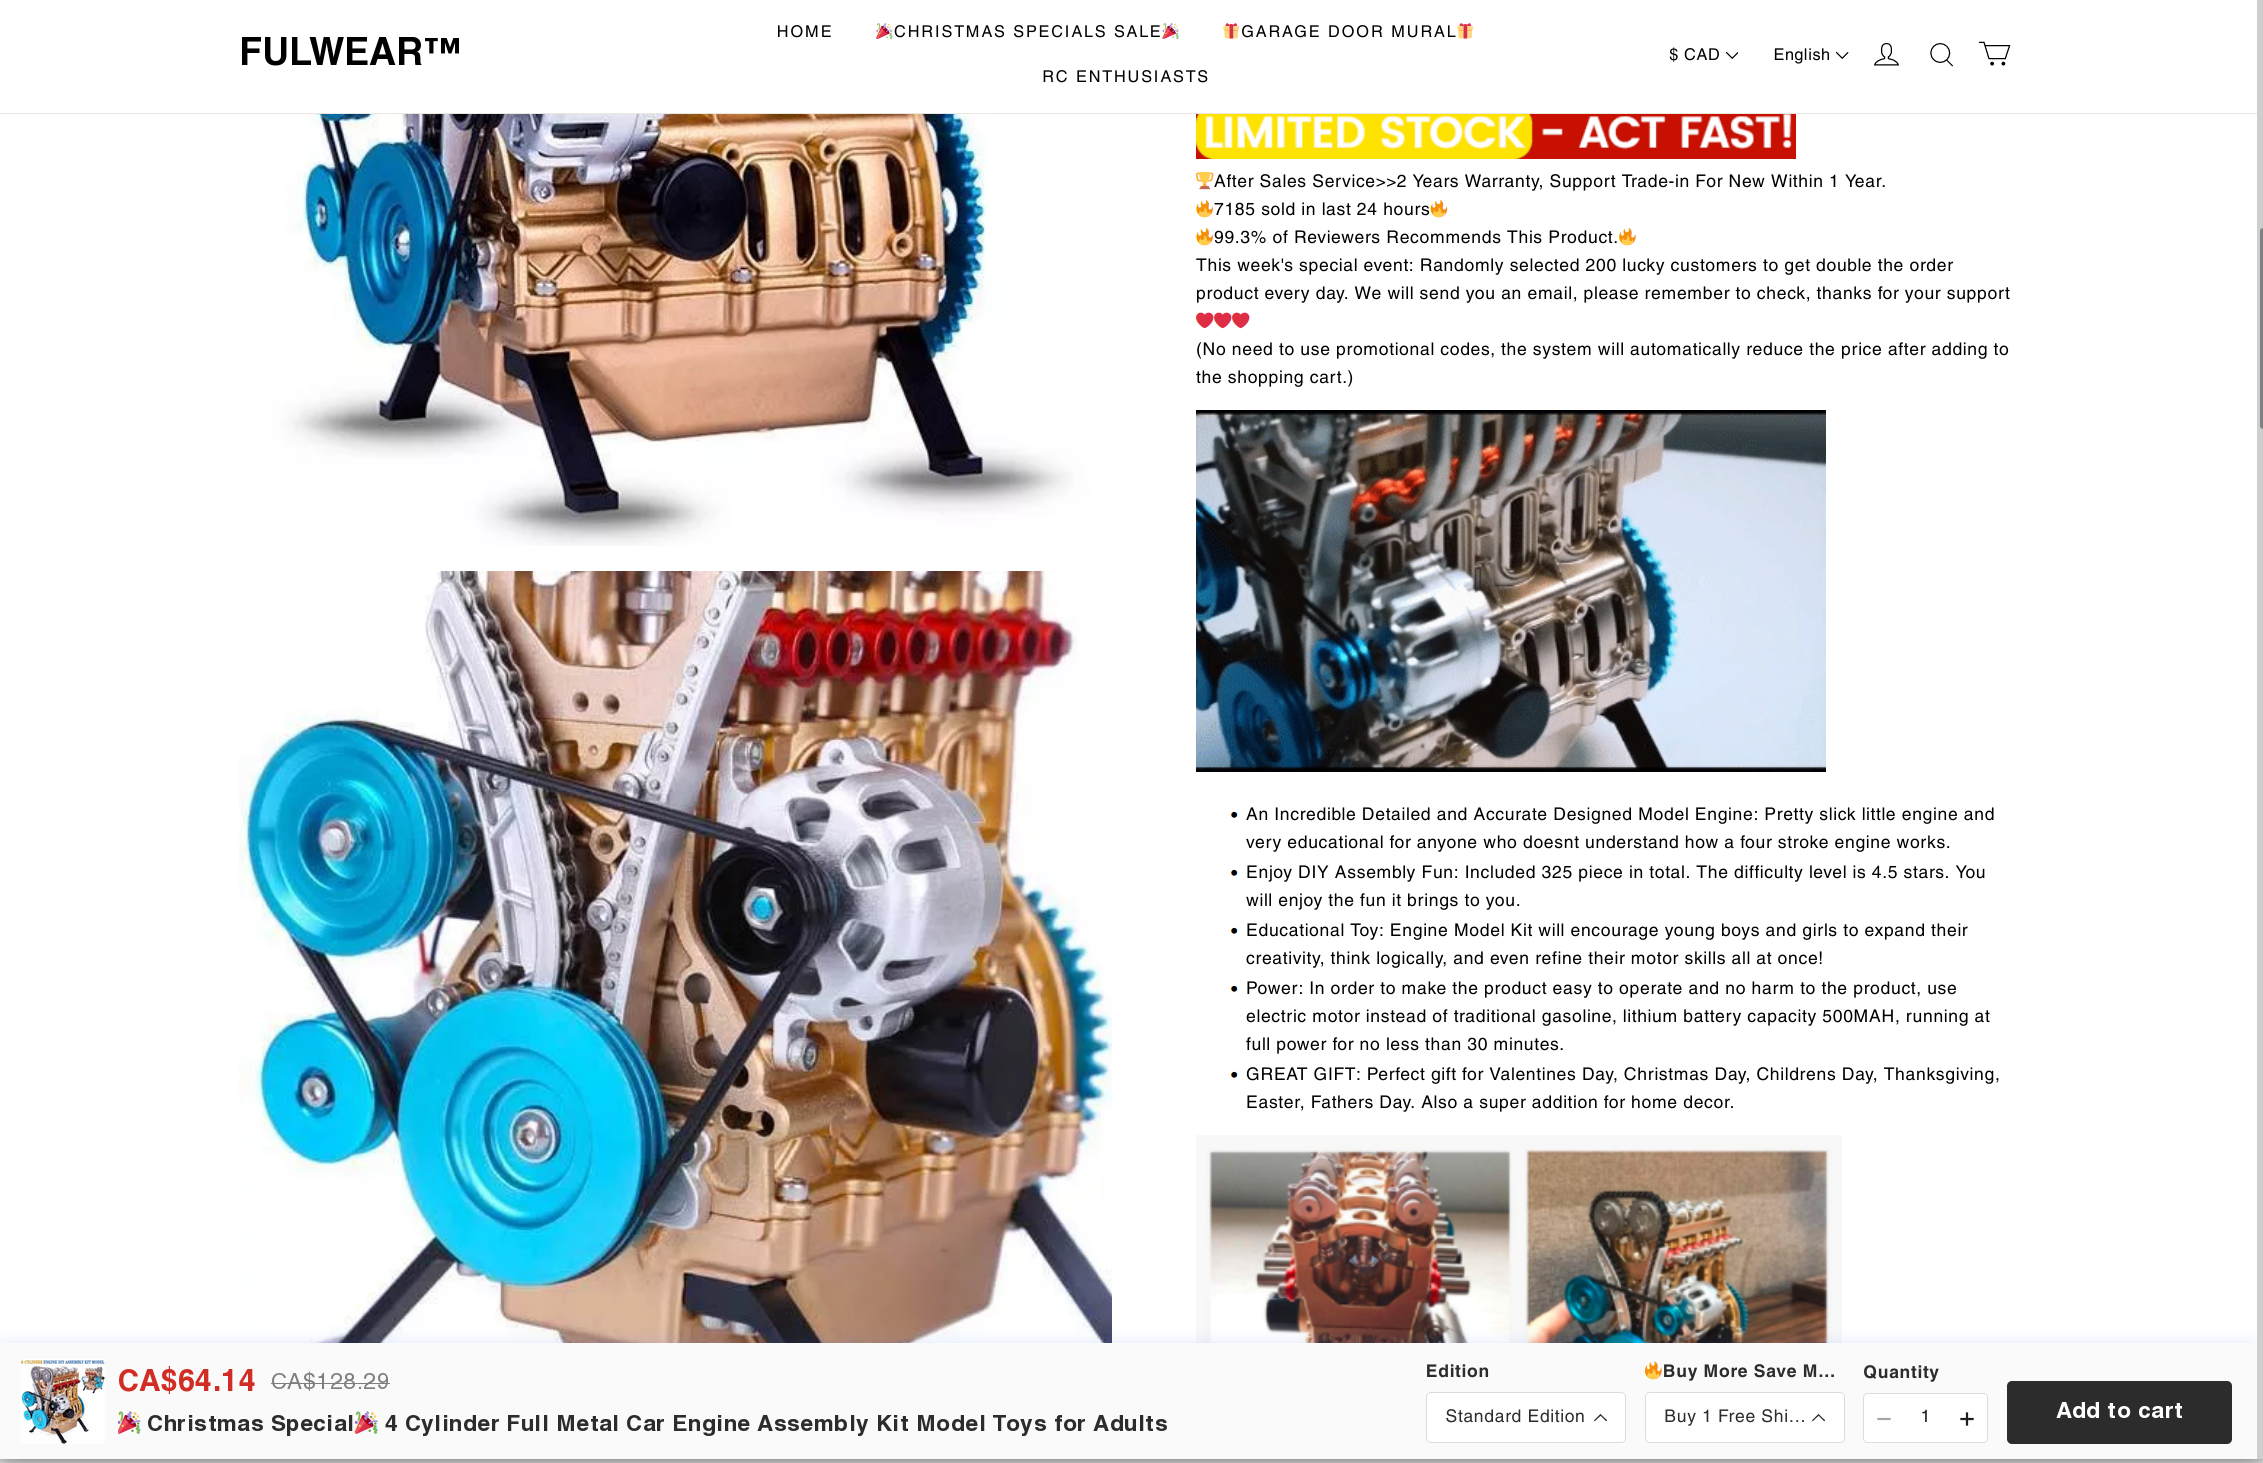 FULWEAR™
HOME
🎉CHRISTMAS SPECIALS SALE🎉
🎁GARAGE DOOR MURAL🎁
RC ENTHUSIASTS
$ CAD
English
LIMITED STOCK - ACT FAST!
🏆After Sales Service>>2 Years Warranty, Support Trade-in For New Within 1 Year.
🔥7185 sold in last 24 hours🔥
🔥99.3% of Reviewers Recommends This Product.🔥
This week's special event: Randomly selected 200 lucky customers to get double the order
product every day. We will send you an email, please remember to check, thanks for your support
❤❤❤
(No need to use promotional codes, the system will automatically reduce the price after adding to
the shopping cart.)
• An Incredible Detailed and Accurate Designed Model Engine: Pretty slick little engine and
very educational for anyone who doesnt understand how a four stroke engine works.
• Enjoy DIY Assembly Fun: Included 325 piece in total. The difficulty level is 4.5 stars. You
will enjoy the fun it brings to you.
• Educational Toy: Engine Model Kit will encourage young boys and girls to expand their
creativity, think logically, and even refine their motor skills all at once!
• Power: In order to make the product easy to operate and no harm to the product, use
electric motor instead of traditional gasoline, lithium battery capacity 500MAH, running at
full power for no less than 30 minutes.
• GREAT GIFT: Perfect gift for Valentines Day, Christmas Day, Childrens Day, Thanksgiving,
Easter, Fathers Day. Also a super addition for home decor.
CA$64.14 CA$128.29
🎉 Christmas Special🎉 4 Cylinder Full Metal Car Engine Assembly Kit Model Toys for Adults
Edition
Standard Edition
🔥Buy More Save M...
Buy 1 Free Shi...
Quantity
− 1 +
Add to cart